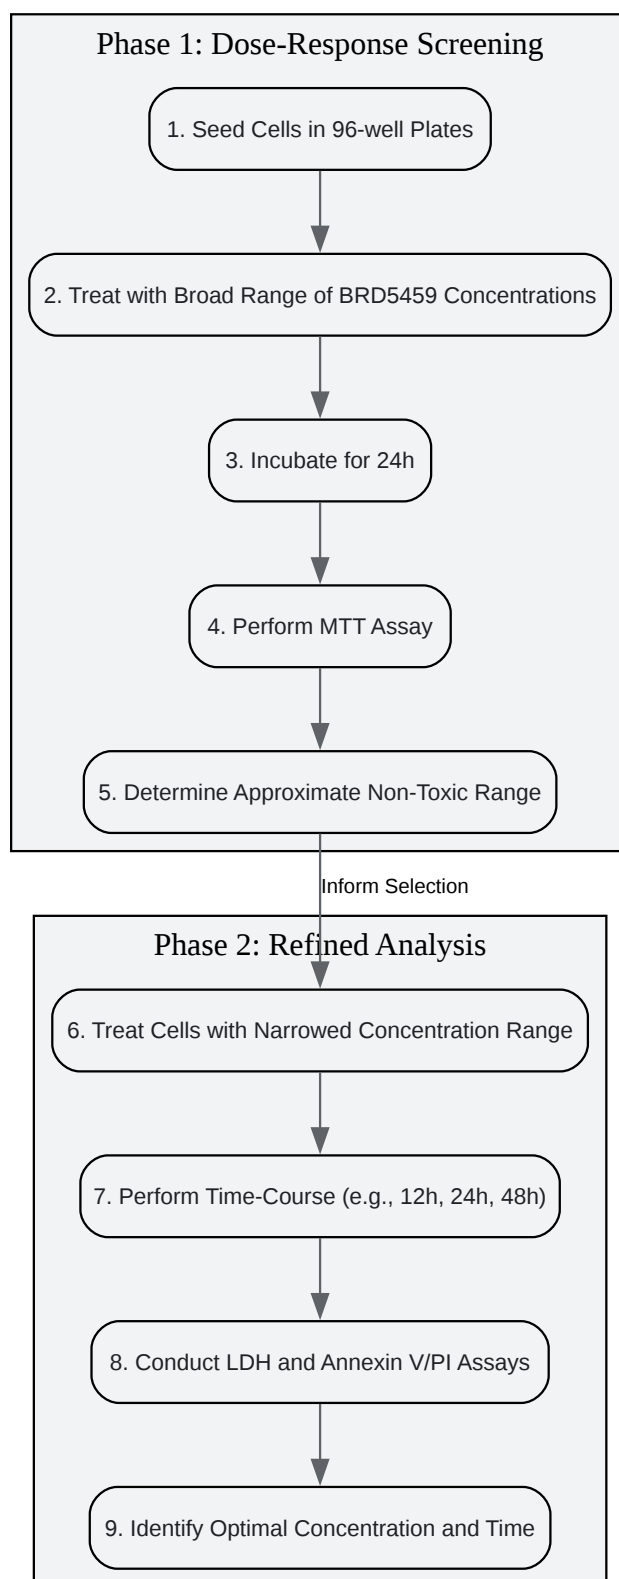 Phase 1: Dose-Response Screening
1. Seed Cells in 96-well Plates
2. Treat with Broad Range of BRD5459 Concentrations
3. Incubate for 24h
4. Perform MTT Assay
5. Determine Approximate Non-Toxic Range
Inform Selection
Phase 2: Refined Analysis
6. Treat Cells with Narrowed Concentration Range
7. Perform Time-Course (e.g., 12h, 24h, 48h)
8. Conduct LDH and Annexin V/PI Assays
9. Identify Optimal Concentration and Time